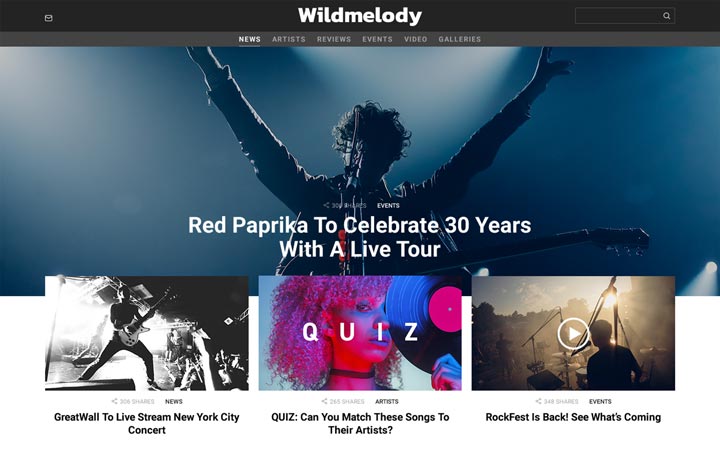 Wildmelody
NEWS ARTISTS REVIEWS EVENTS VIDEO GALLERIES
306 SHARES EVENTS
Red Paprika To Celebrate 30 Years
With A Live Tour
QUIZ
306 SHARES NEWS
GreatWall To Live Stream New York City
Concert
265 SHARES ARTISTS
QUIZ: Can You Match These Songs To
Their Artists?
348 SHARES EVENTS
RockFest Is Back! See What's Coming